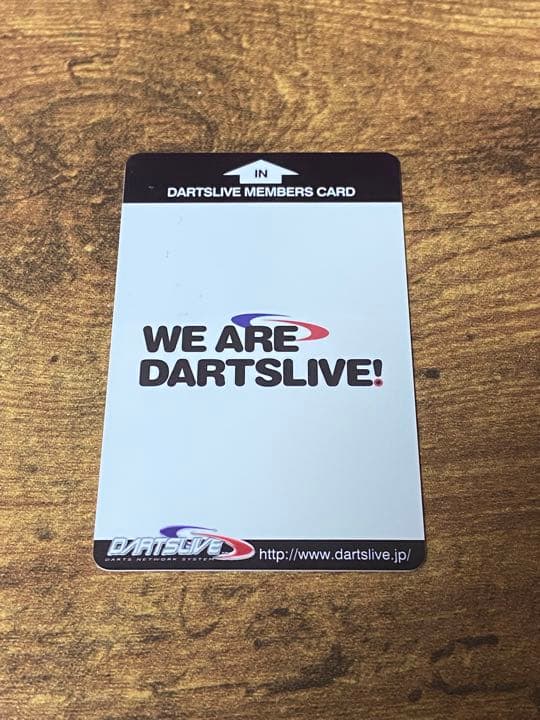 IN
DARTSLIVE MEMBERS CARD
WE ARE
DARTSLIVE!
DARTSLIVE
DARTS NETWORK SYSTEM
http://www.dartslive.jp/